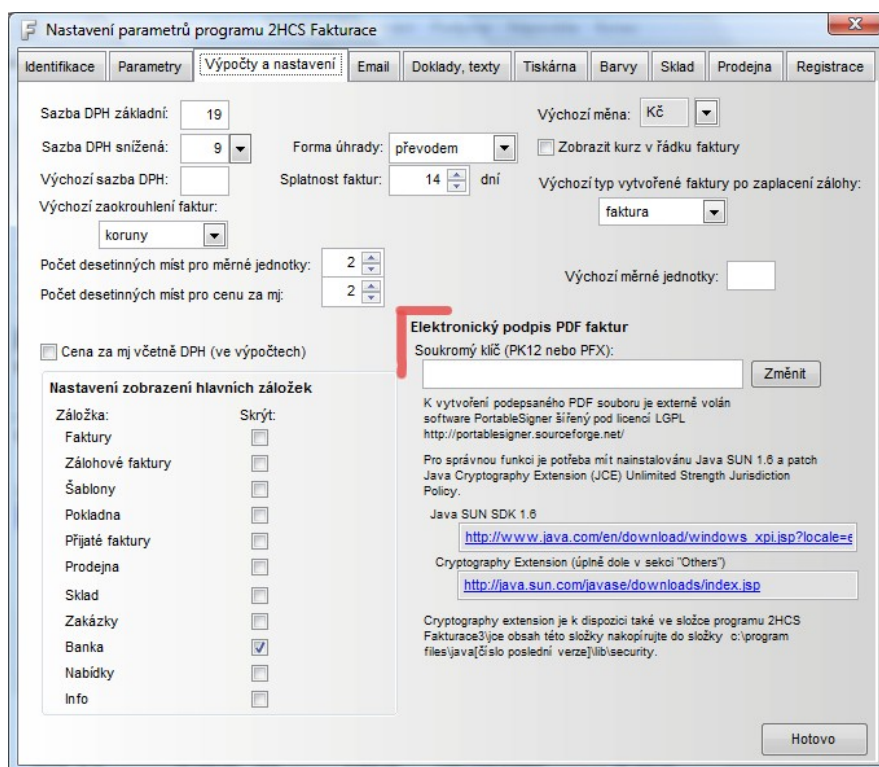 Nastavení parametrů programu 2HCS Fakturace
Identifikace Parametry Výpočty a nastavení Email Doklady, texty Tiskárna Barvy Sklad Prodejna Registrace
Sazba DPH základní: 19
Výchozí měna: Kč
Sazba DPH snížená: 9
Forma úhrady: převodem
Zobrazit kurz v řádku faktury
Výchozí sazba DPH:
Splatnost faktur: 14 dní
Výchozí typ vytvořené faktury po zaplacení zálohy:
faktura
Výchozí zaokrouhlení faktur:
koruny
Počet desetinných míst pro měrné jednotky: 2
Výchozí měrné jednotky:
Počet desetinných míst pro cenu za mj: 2
Cena za mj včetně DPH (ve výpočtech)
Nastavení zobrazení hlavních záložek
Záložka: Skrýt:
Faktury
Zálohové faktury
Šablony
Pokladna
Přijaté faktury
Prodejna
Sklad
Zakázky
Banka
Nabídky
Info
Elektronický podpis PDF faktur
Soukromý klíč (PK12 nebo PFX):
Změnit
K vytvoření podepsaného PDF souboru je externě volán
software PortableSigner šířený pod licencí LGPL
http://portablesigner.sourceforge.net/
Pro správnou funkci je potřeba mít nainstalovánu Java SUN 1.6 a patch
Java Cryptography Extension (JCE) Unlimited Strength Jurisdiction
Policy.
Java SUN SDK 1.6
http://www.java.com/en/download/windows_xpi.jsp?locale=e
Cryptography Extension (úplně dole v sekci "Others")
http://java.sun.com/javase/downloads/index.jsp
Cryptography extension je k dispozici také ve složce programu 2HCS
Fakturace3\jce obsah této složky nakopírujte do složky c:\program
files\java[číslo poslední verze]\lib\security.
Hotovo